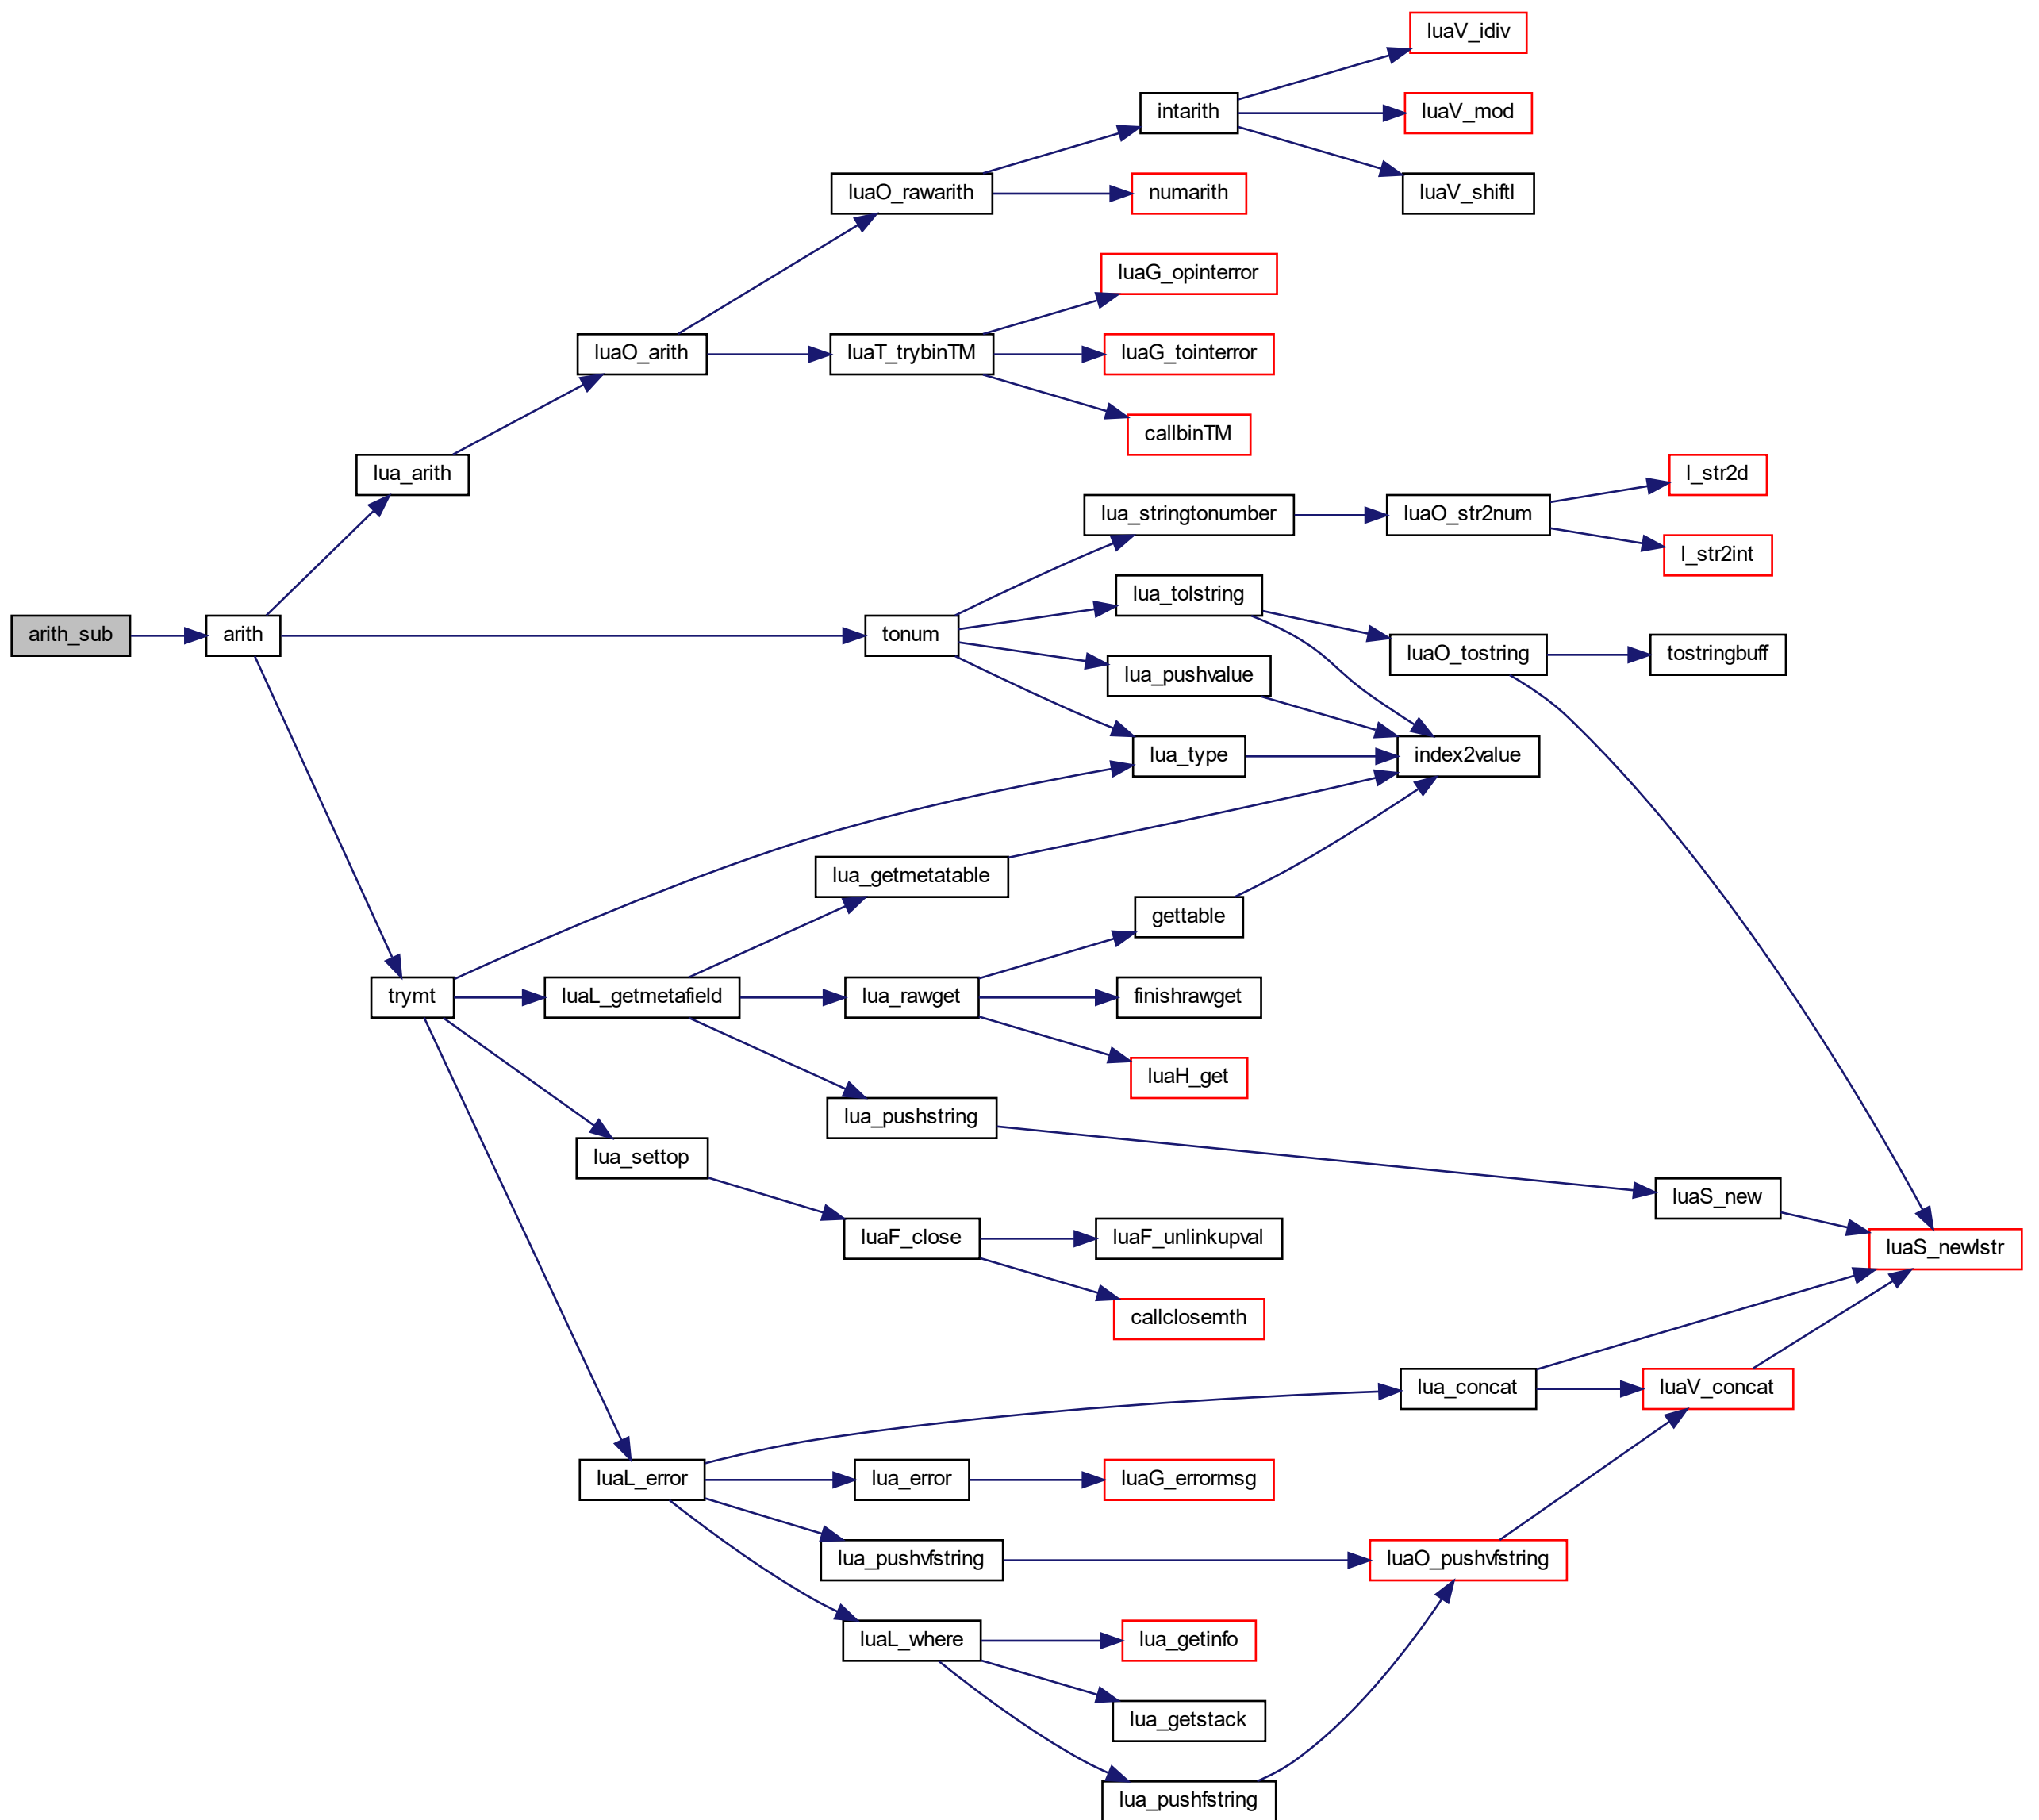 luaV_idiv
intarith
luaV_mod
luaO_rawarith
numarith
luaV_shiftl
luaG_opinterror
luaO_arith
luaT_trybinTM
luaG_tointerror
callbinTM
lua_arith
l_str2d
lua_stringtonumber
luaO_str2num
l_str2int
lua_tolstring
arith_sub
arith
tonum
luaO_tostring
tostringbuff
lua_pushvalue
lua_type
index2value
lua_getmetatable
gettable
trymt
luaL_getmetafield
lua_rawget
finishrawget
luaH_get
lua_pushstring
lua_settop
luaS_new
luaF_close
luaF_unlinkupval
luaS_newlstr
callclosemth
lua_concat
luaV_concat
luaL_error
lua_error
luaG_errormsg
lua_pushvfstring
luaO_pushvfstring
luaL_where
lua_getinfo
lua_getstack
lua_pushfstring